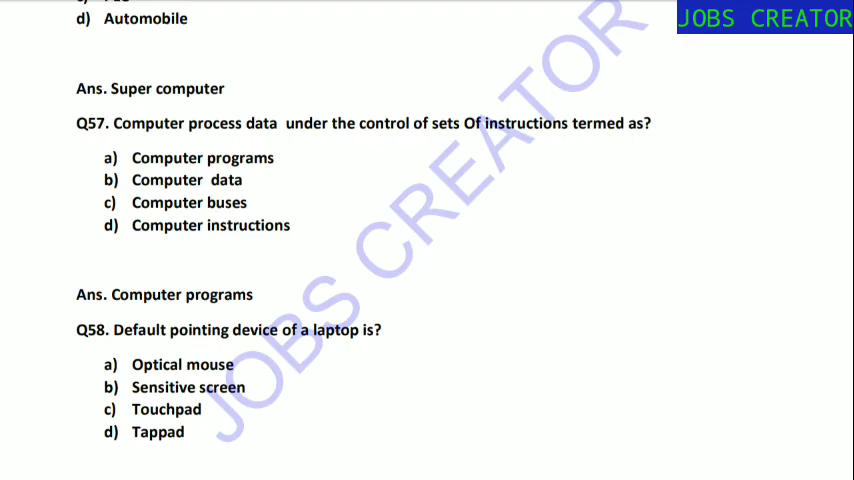 d) Automobile
JOBS CREATOR
Ans. Super computer
Q57. Computer process data under the control of sets Of instructions termed as?
a) Computer programs
b) Computer data
c) Computer buses
d) Computer instructions
Ans. Computer programs
Q58. Default pointing device of a laptop is?
a) Optical mouse
b) Sensitive screen
c) Touchpad
d) Tappad
JOBS CREATOR